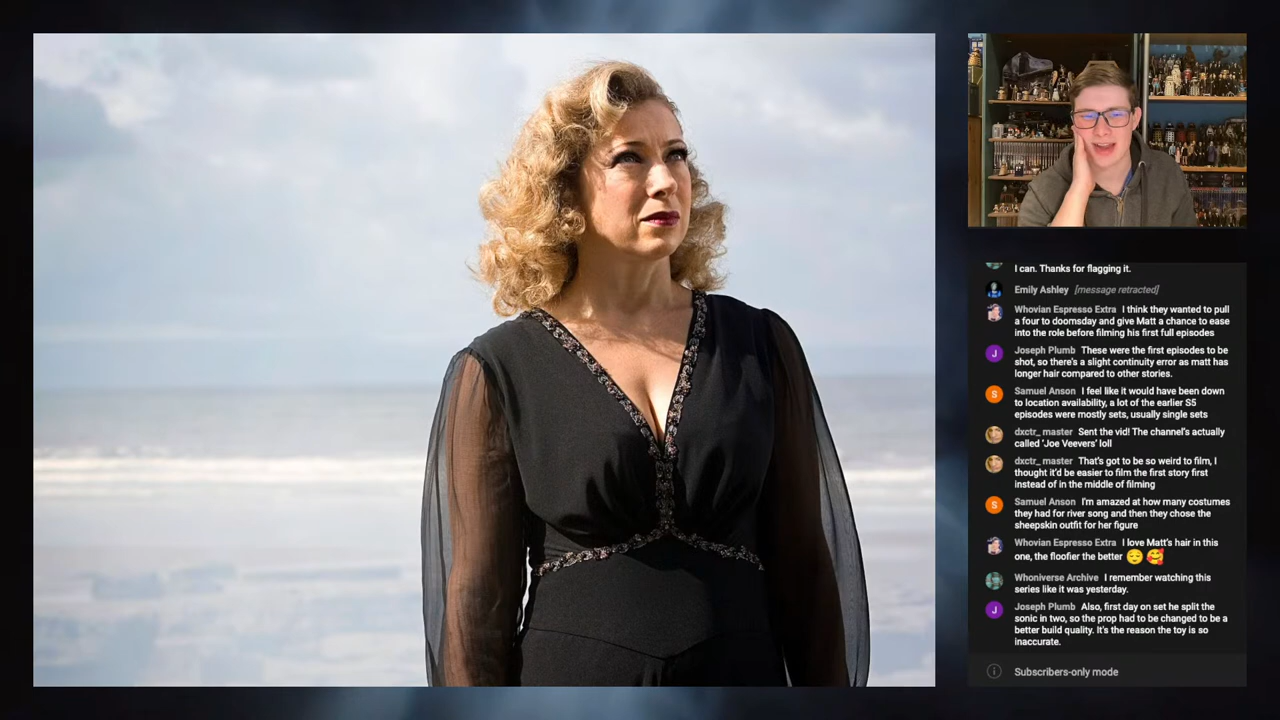 I can. Thanks for flagging it.
Emily Ashley [message retracted]
Whovian Espresso Extra I think they wanted to pull
a four to doomsday and give Matt a chance to ease
into the role before filming his first full episodes
Joseph Plumb These were the first episodes to be
shot, so there's a slight continuity error as matt has
longer hair compared to other stories.
Samuel Anson I feel like it would have been down
to location availability, a lot of the earlier S5
episodes were mostly sets, usually single sets
dxctr_ master Sent the vid! The channel's actually
called 'Joe Veevers' loll
dxctr_ master That's got to be so weird to film, I
thought it'd be easier to film the first story first
instead of in the middle of filming
Samuel Anson I'm amazed at how many costumes
they had for river song and then they chose the
sheepskin outfit for her figure
Whovian Espresso Extra I love Matt's hair in this
one, the floofier the better 😌 🥰
Whoniverse Archive I remember watching this
series like it was yesterday.
Joseph Plumb Also, first day on set he split the
sonic in two, so the prop had to be changed to be a
better build quality. It's the reason the toy is so
inaccurate.
Subscribers-only mode